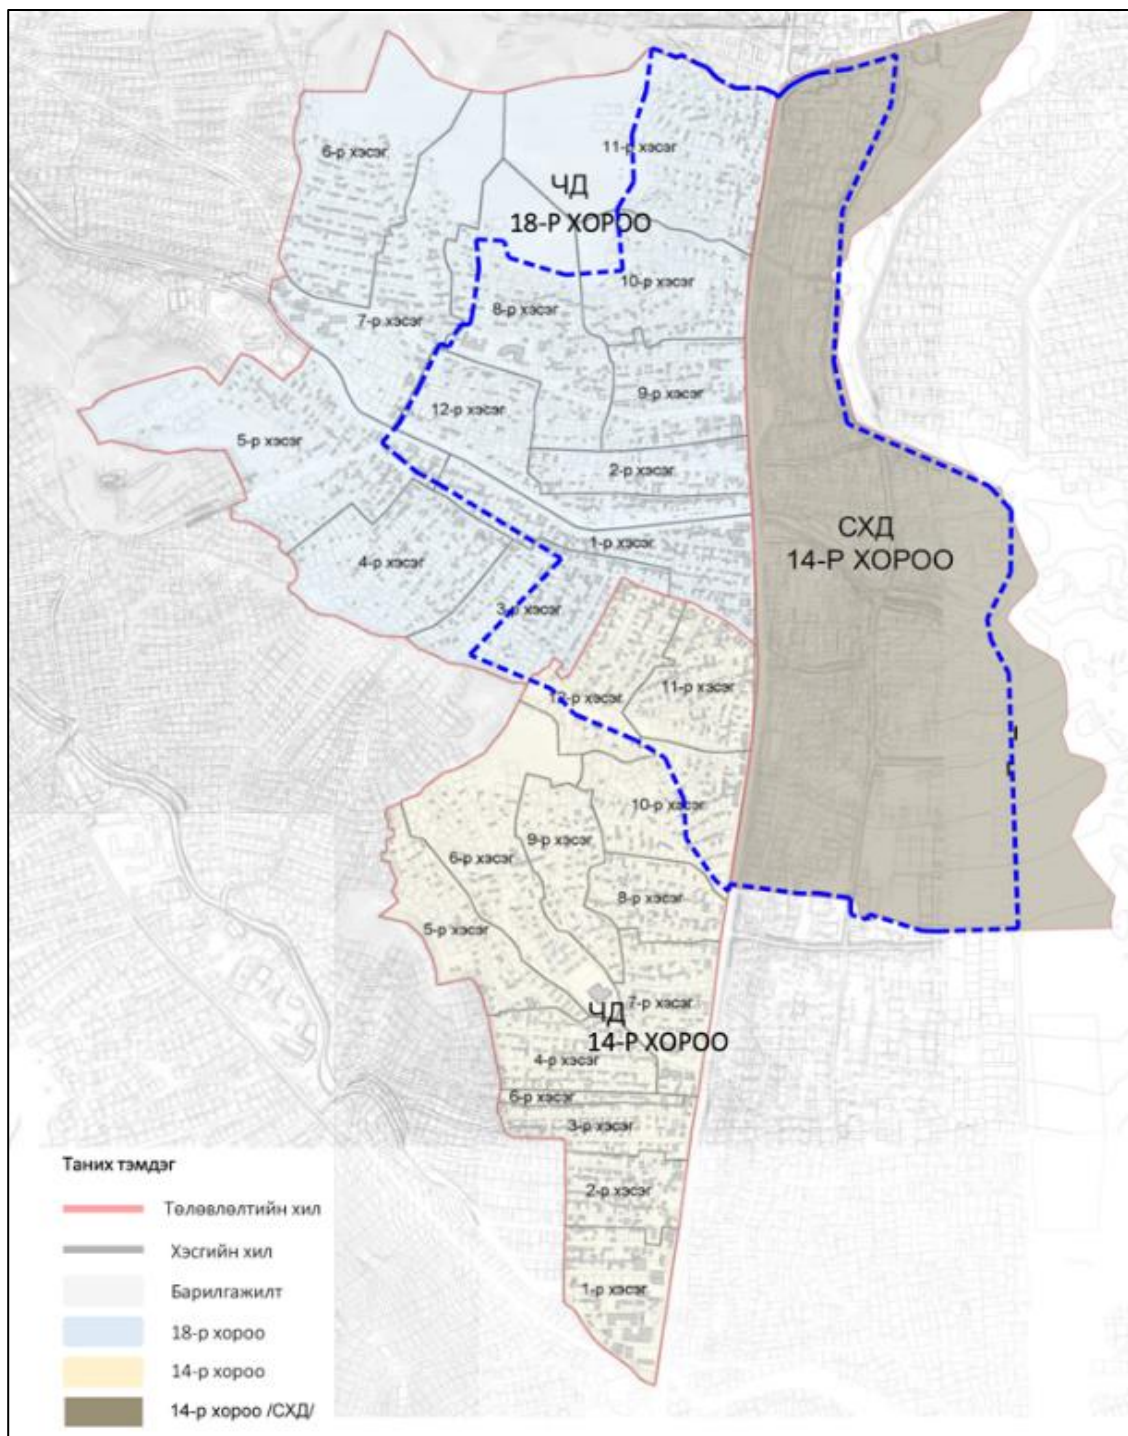 6-р хэсэг
11-р хэсэг
ЧД
18-Р ХОРОО
10-р хэсэг
8-р хэсэг
7-р хэсэг
9-р хэсэг
12-р хэсэг
5-р хэсэг
2-р хэсэг
СХД
14-Р ХОРОО
1-р хэсэг
4-р хэсэг
3-р хэсэг
11-р хэсэг
12-р хэсэг
10-р хэсэг
9-р хэсэг
6-р хэсэг
8-р хэсэг
5-р хэсэг
7-р хэсэг
ЧД
14-Р ХОРОО
4-р хэсэг
6-р хэсэг
3-р хэсэг
2-р хэсэг
1-р хэсэг
Таних тэмдэг
Төлөвлөлтийн хил
Хэсгийн хил
Барилгажилт
18-р хороо
14-р хороо
14-р хороо /СХД/